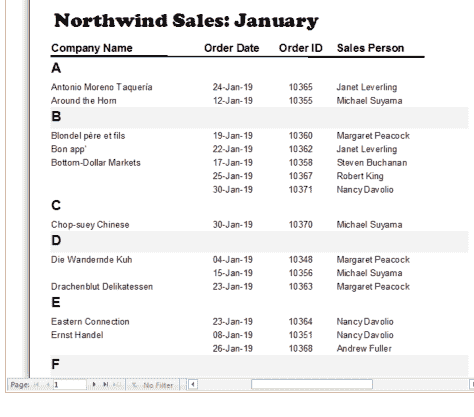 Northwind Sales: January
Company Name Order Date Order ID Sales Person
A
Antonio Moreno Taquería 24-Jan-19 10365 Janet Leverling
Around the Horn 12-Jan-19 10355 Michael Suyama
B
Blondel père et fils 19-Jan-19 10360 Margaret Peacock
Bon app' 22-Jan-19 10362 Janet Leverling
Bottom-Dollar Markets 17-Jan-19 10358 Steven Buchanan
25-Jan-19 10367 Robert King
30-Jan-19 10371 Nancy Davolio
C
Chop-suey Chinese 30-Jan-19 10370 Michael Suyama
D
Die Wandernde Kuh 04-Jan-19 10348 Margaret Peacock
15-Jan-19 10356 Michael Suyama
Drachenblut Delikatessen 23-Jan-19 10363 Margaret Peacock
E
Eastern Connection 23-Jan-19 10364 Nancy Davolio
Ernst Handel 08-Jan-19 10351 Nancy Davolio
26-Jan-19 10368 Andrew Fuller
F
Page: 1 No Filter